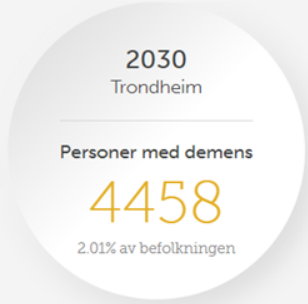 2030
Trondheim
Personer med demens
4458
2.01% av befolkningen